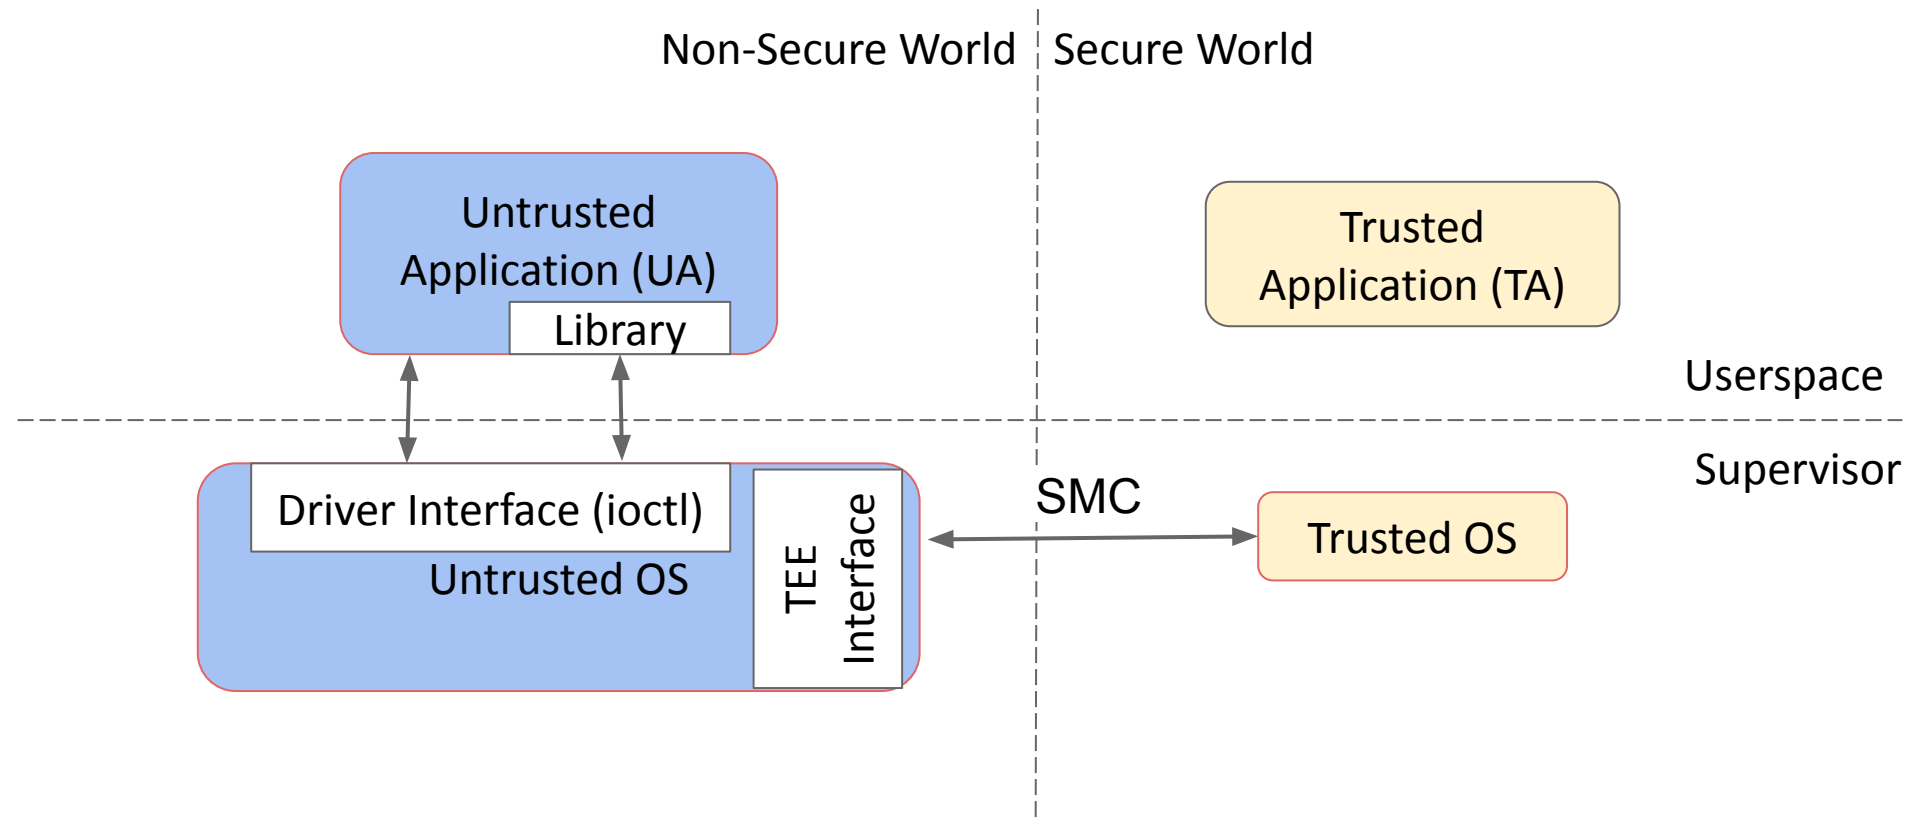 Non-Secure World
Secure World
Untrusted
Application (UA)
Library
Trusted
Application (TA)
Userspace
Supervisor
Driver Interface (ioctl)
Untrusted OS
TEE
Interface
SMC
Trusted OS